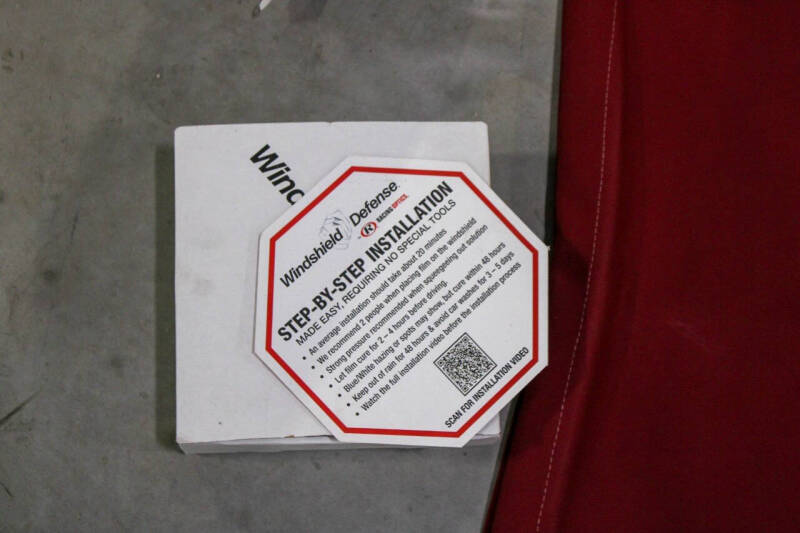 Wind
Windshield Defense™
RACING OPTICS
STEP-BY-STEP INSTALLATION
MADE EASY, REQUIRING NO SPECIAL TOOLS
• An average installation should take about 20 minutes
• We recommend 2 people when placing film on the windshield
• Strong pressure recommended when squeegeeing out solution
• Let film cure for 2 – 4 hours before driving.
• Blue/White hazing or spots may show, but cure within 48 hours
• Keep out of rain for 48 hours & avoid car washes for 3 – 5 days
• Watch the full installation video before the installation process
SCAN FOR INSTALLATION VIDEO